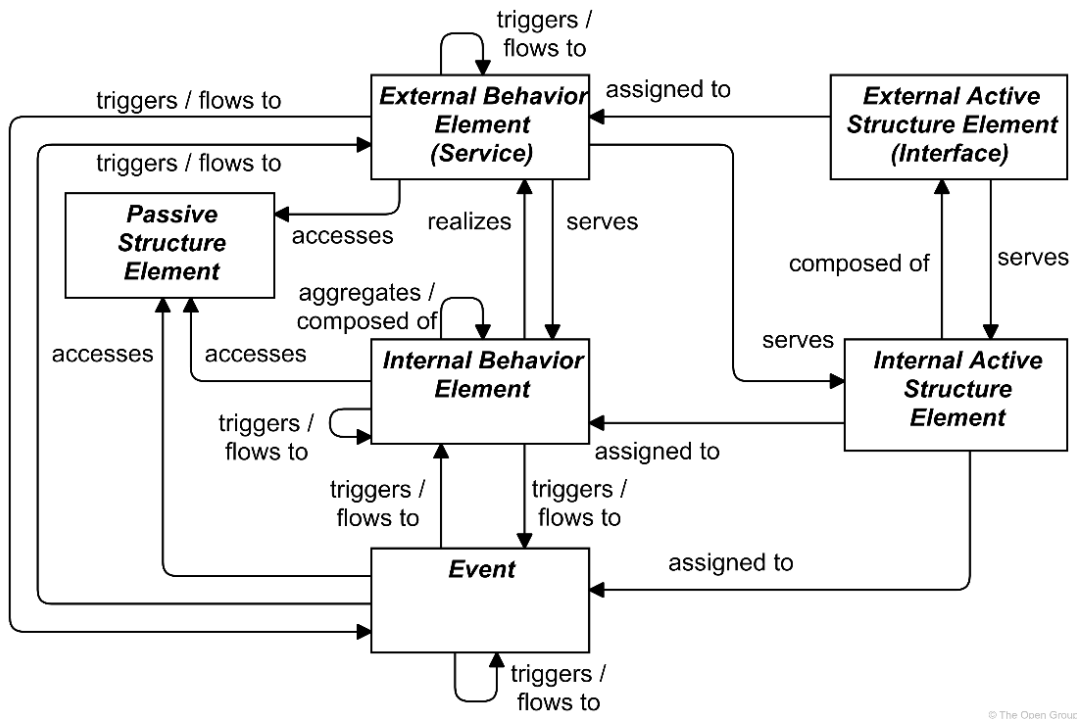 triggers /
flows to
triggers / flows to
External Behavior
Element
(Service)
assigned to
External Active
Structure Element
(Interface)
triggers / flows to
Passive
Structure
Element
accesses
realizes
serves
composed of
serves
aggregates /
composed of
accesses
accesses
serves
Internal Behavior
Element
Internal Active
Structure
Element
triggers /
flows to
assigned to
triggers /
flows to
triggers /
flows to
Event
assigned to
triggers /
flows to
© The Open Group